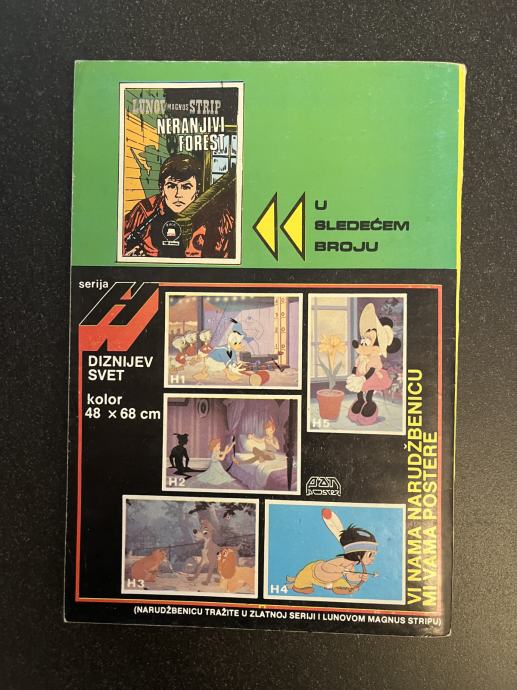 LUNOV MAGNUS STRIP
NERANJIVI
FOREST
U
SLEDEĆEM
BROJU
serija
H
DIZNIJEV
SVET
kolor
48 × 68 cm
H1
H5
H2
H3
H4
VI NAMA NARUDŽBENICU
MI VAMA POSTERE
(NARUDŽBENICU TRAŽITE U ZLATNOJ SERIJI I LUNOVOM MAGNUS STRIPU)